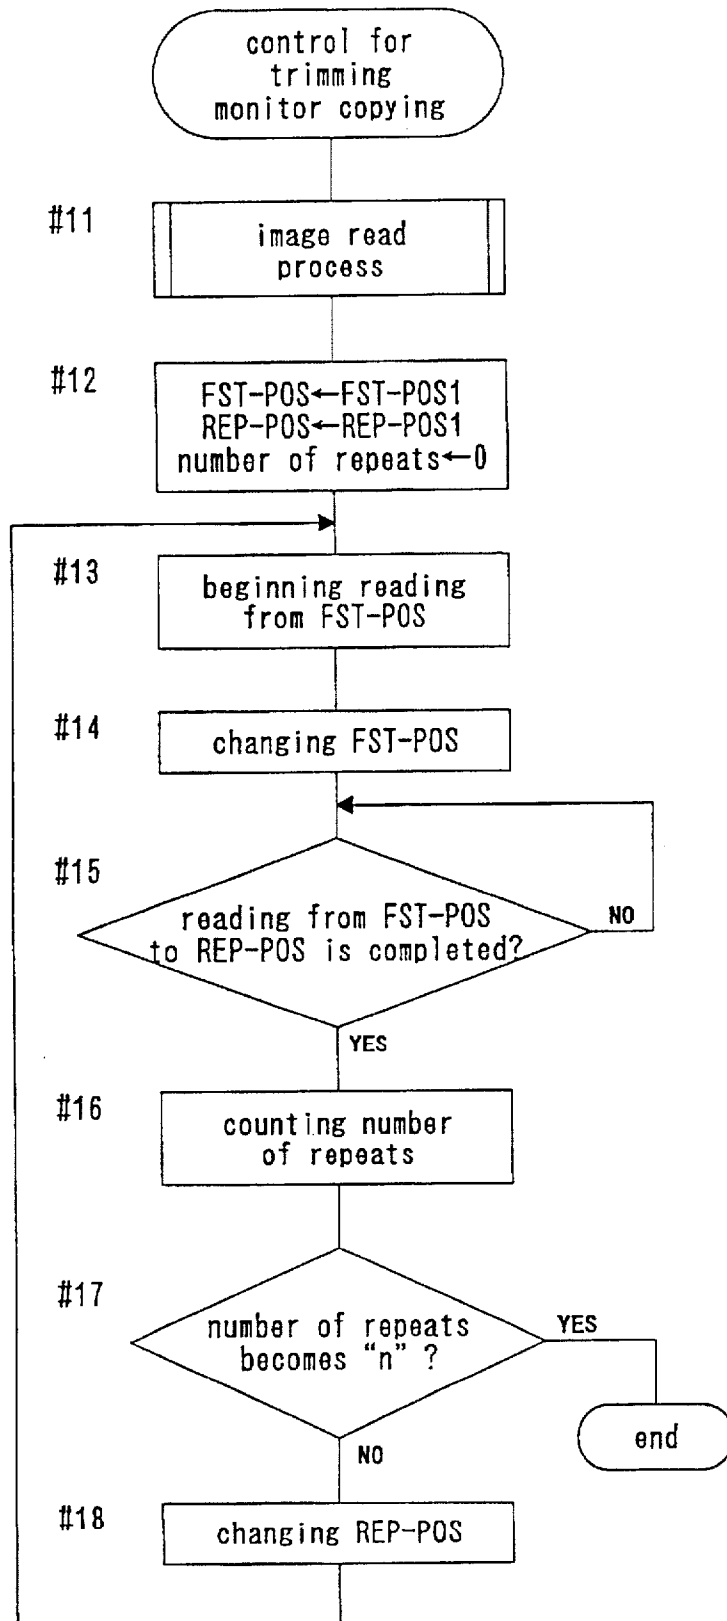 control for
trimming
monitor copying
#11
image read
process
#12
FST-POS←FST-POS1
REP-POS←REP-POS1
number of repeats←0
#13
beginning reading
from FST-POS
#14
changing FST-POS
#15
reading from FST-POS
to REP-POS is completed?
NO
YES
#16
counting number
of repeats
#17
number of repeats
becomes “n” ?
YES
end
NO
#18
changing REP-POS